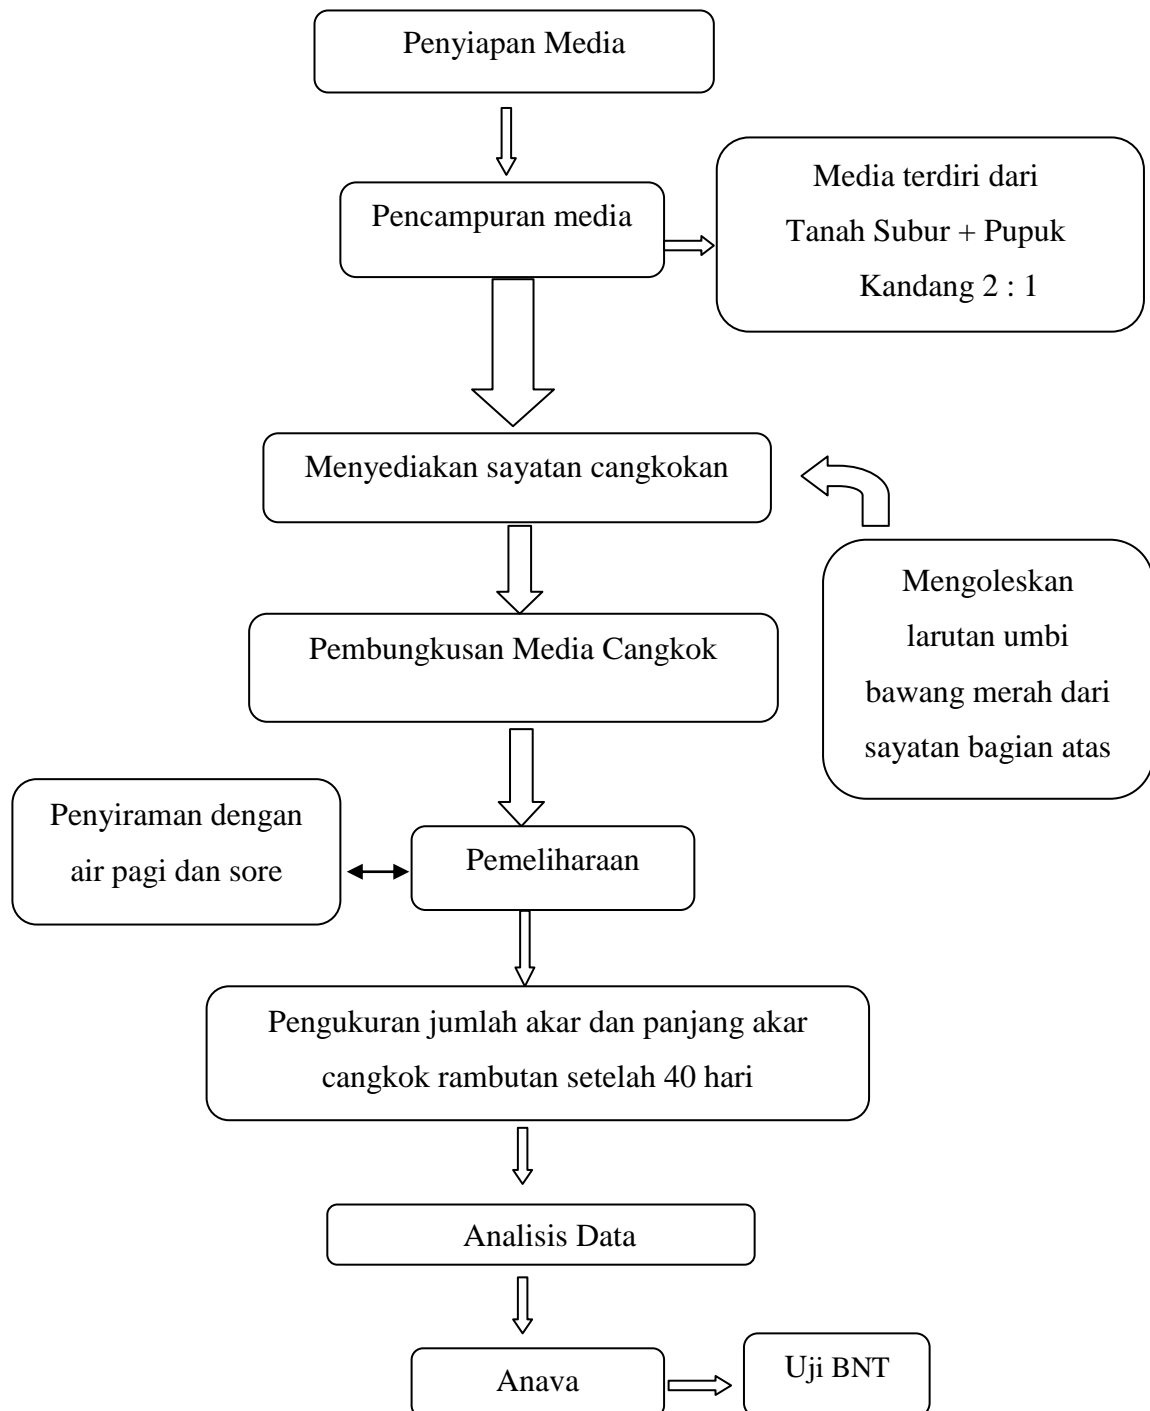 Penyiapan Media
Pencampuran media
Media terdiri dari
Tanah Subur + Pupuk
Kandang 2 : 1
Menyediakan sayatan cangkokan
Mengoleskan
larutan umbi
bawang merah dari
sayatan bagian atas
Pembungkusan Media Cangkok
Penyiraman dengan
air pagi dan sore
Pemeliharaan
Pengukuran jumlah akar dan panjang akar
cangkok rambutan setelah 40 hari
Analisis Data
Anava
Uji BNT